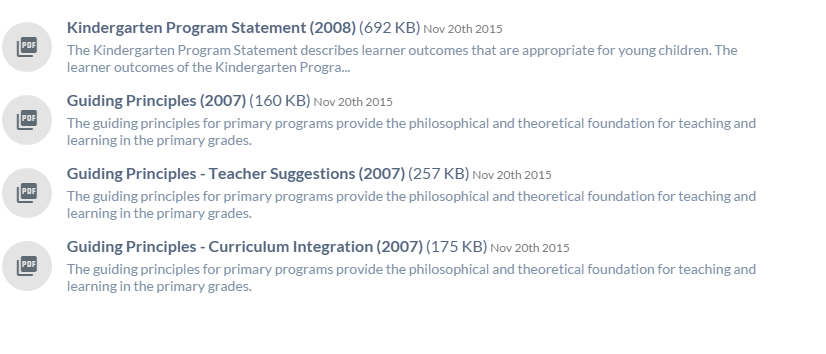 PDF
Kindergarten Program Statement (2008) (692 KB) Nov 20th 2015
The Kindergarten Program Statement describes learner outcomes that are appropriate for young children. The
learner outcomes of the Kindergarten Progra...
PDF
Guiding Principles (2007) (160 KB) Nov 20th 2015
The guiding principles for primary programs provide the philosophical and theoretical foundation for teaching and
learning in the primary grades.
PDF
Guiding Principles - Teacher Suggestions (2007) (257 KB) Nov 20th 2015
The guiding principles for primary programs provide the philosophical and theoretical foundation for teaching and
learning in the primary grades.
PDF
Guiding Principles - Curriculum Integration (2007) (175 KB) Nov 20th 2015
The guiding principles for primary programs provide the philosophical and theoretical foundation for teaching and
learning in the primary grades.